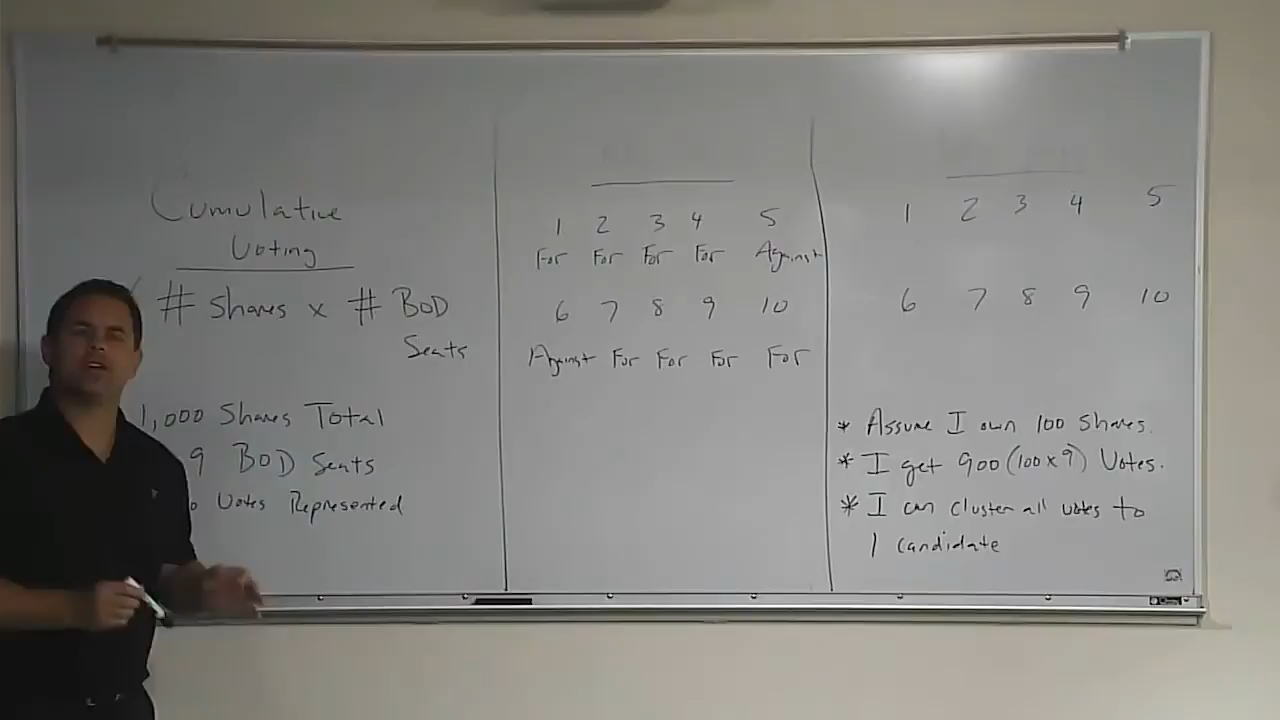 Cumulative
Voting
# Shares x # BOD
Seats
1,000 Shares Total
9 BOD Seats
Votes Represented
1 2 3 4 5
For For For For Against
6 7 8 9 10
Against For For For For
1 2 3 4 5
6 7 8 9 10
* Assume I own 100 shares.
* I get 900 (100x9) Votes.
* I can cluster all votes to
1 candidate